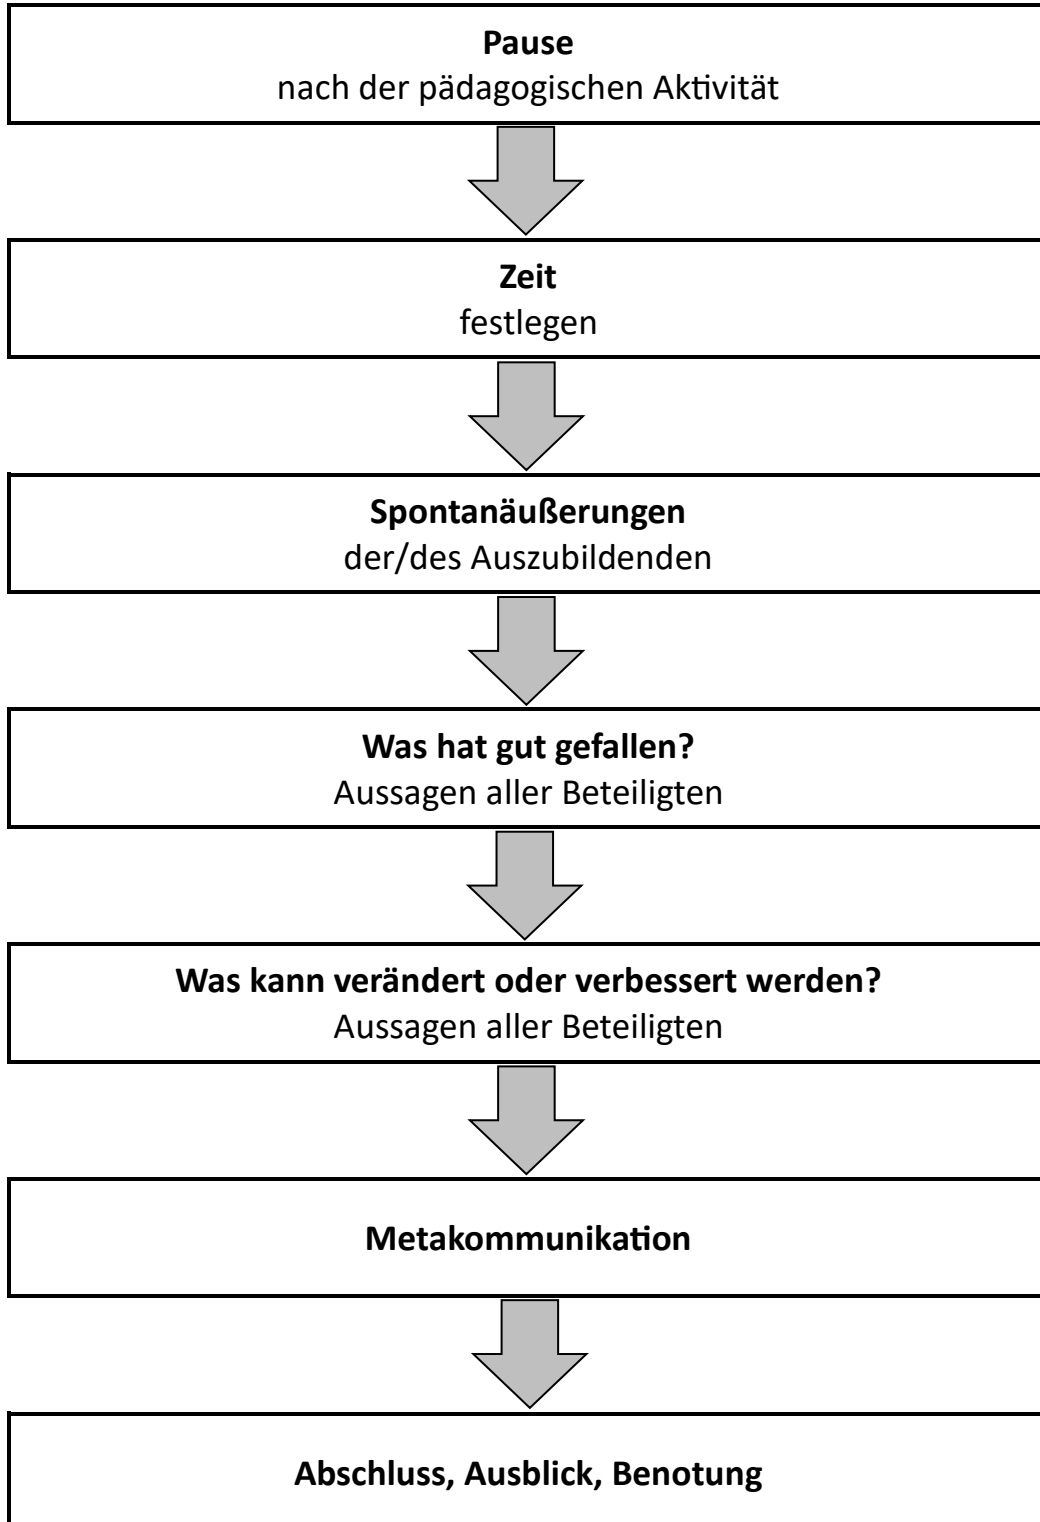 Pause
nach der pädagogischen Aktivität
Zeit
festlegen
Spontanäußerungen
der/des Auszubildenden
Was hat gut gefallen?
Aussagen aller Beteiligten
Was kann verändert oder verbessert werden?
Aussagen aller Beteiligten
Metakommunikation
Abschluss, Ausblick, Benotung